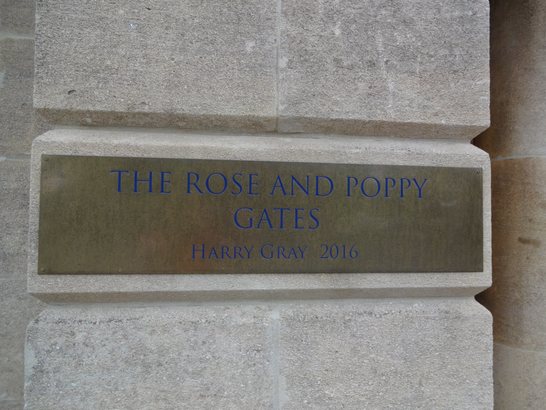 THE ROSE AND POPPY
GATES
HARRY GRAY 2016